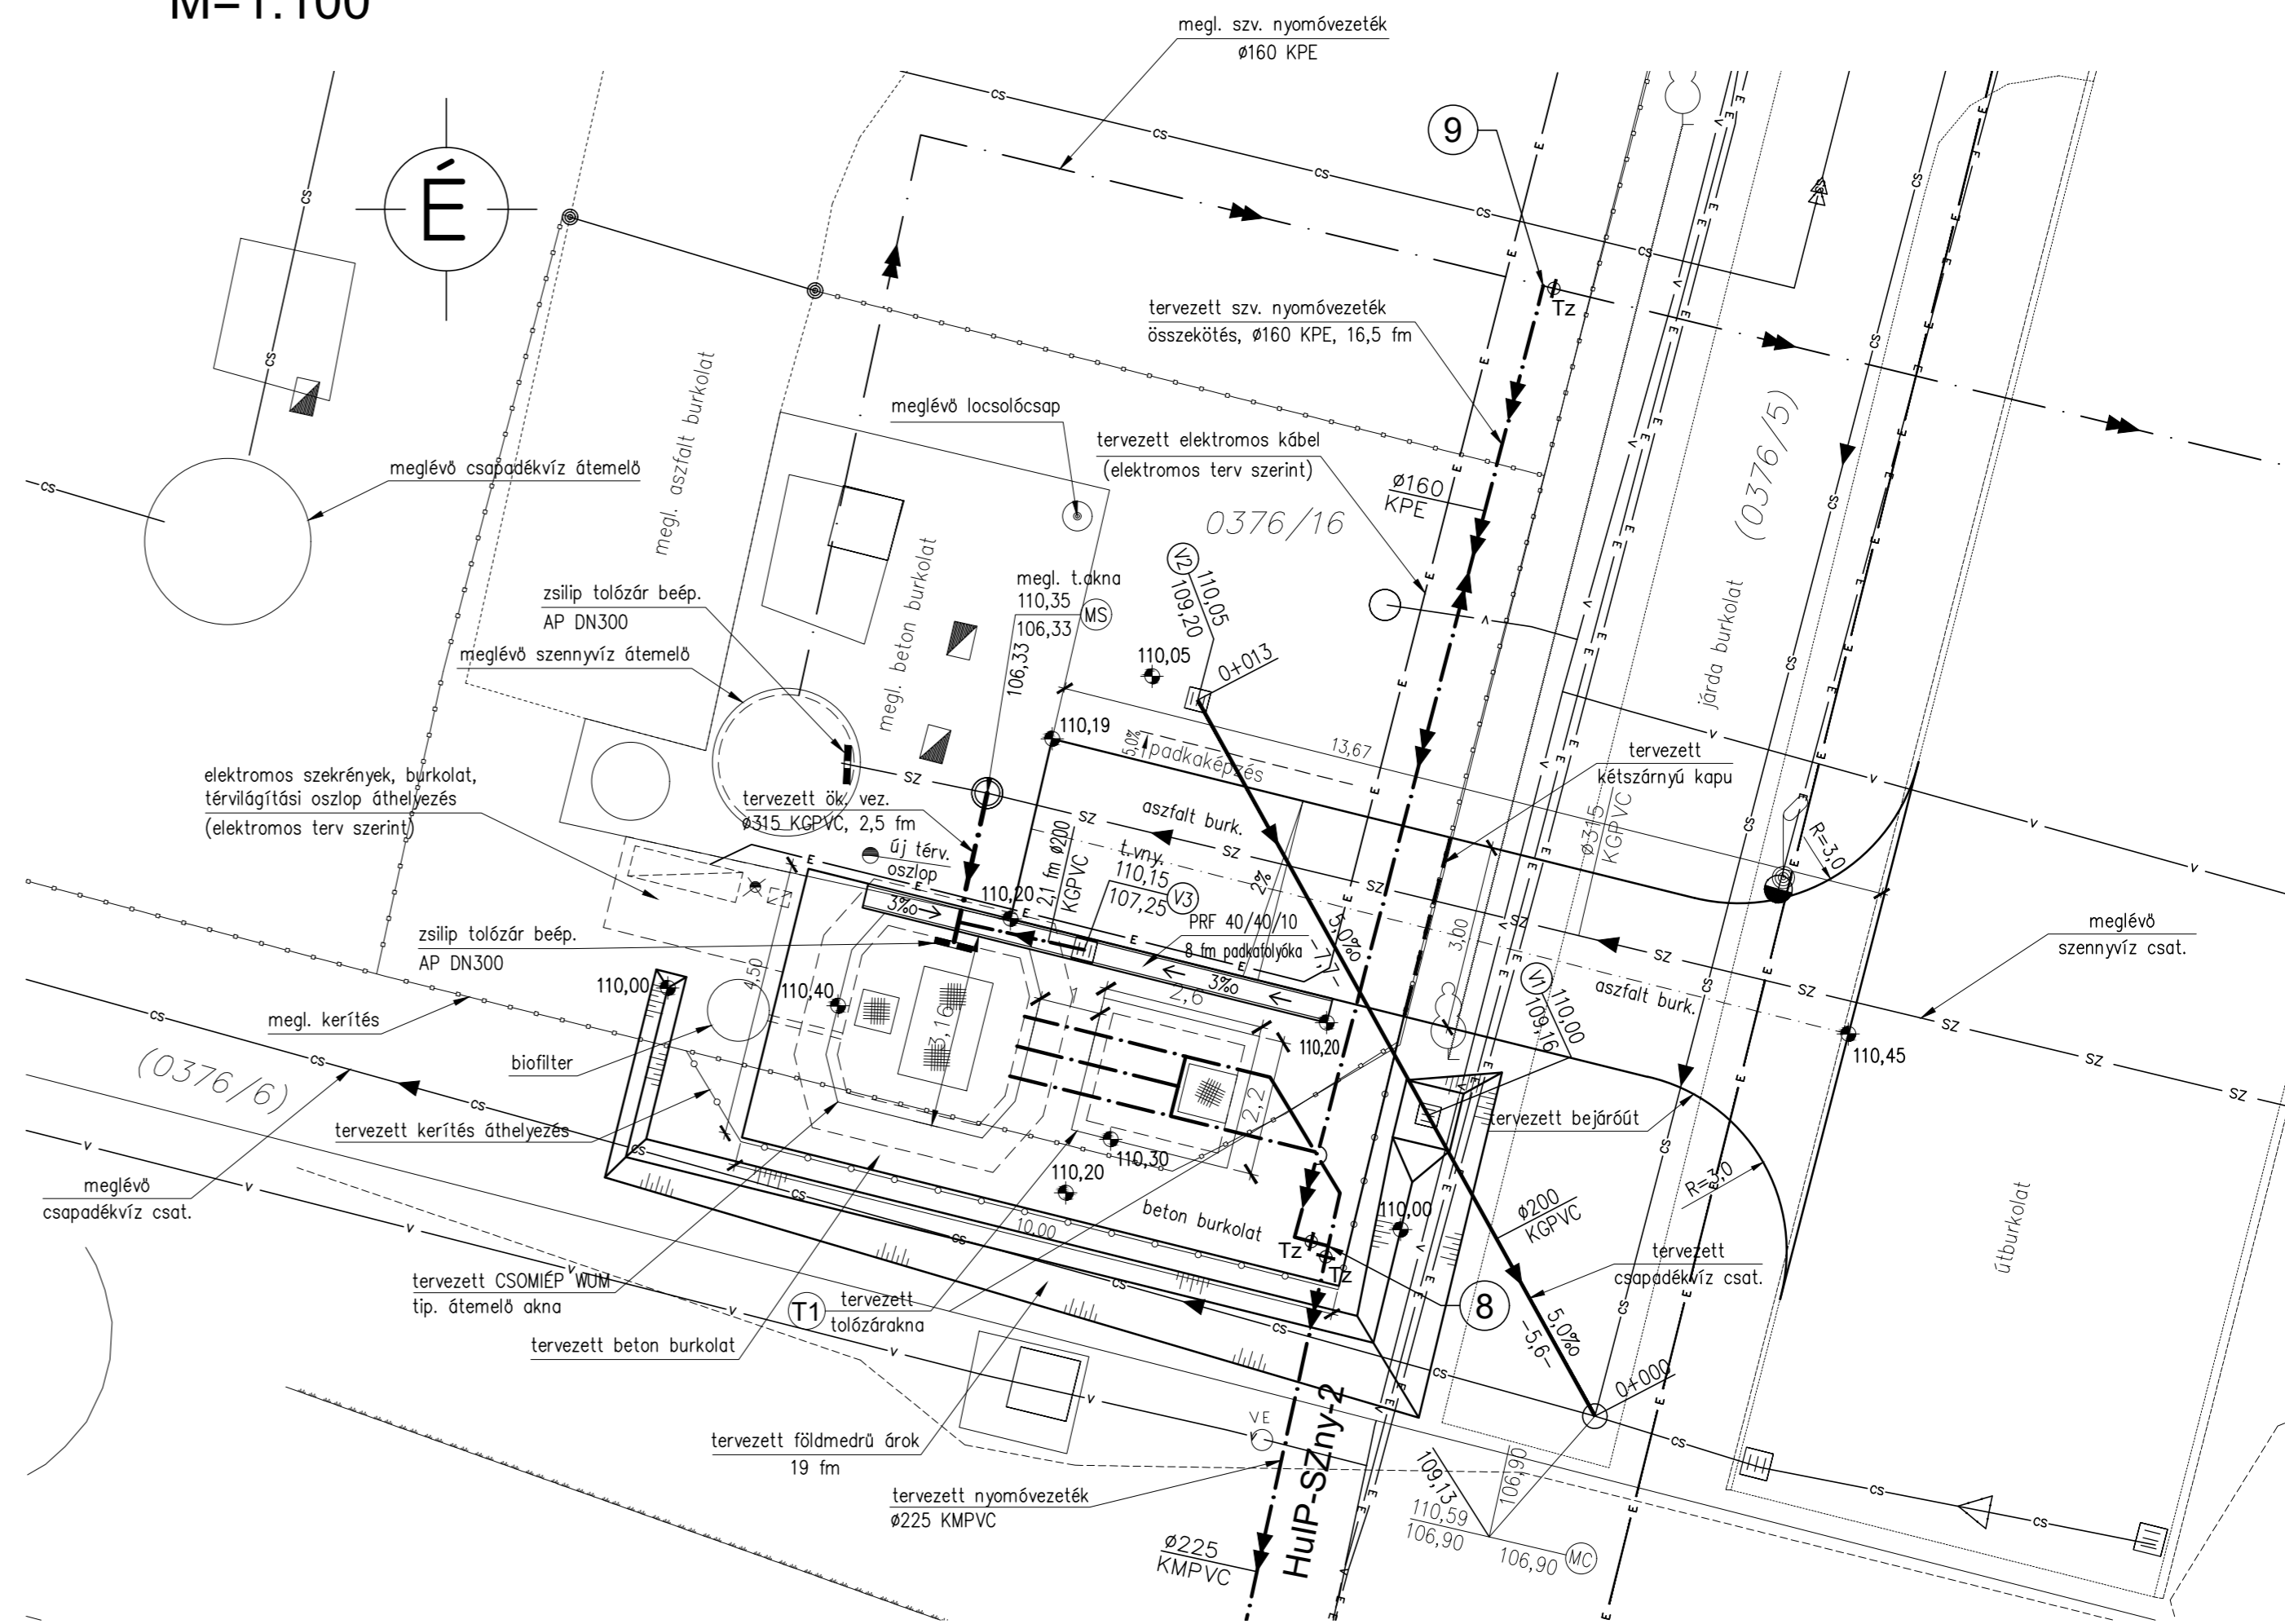 M=1:100
megl. szv. nyomóvezeték
ø160 KPE
É
9
Tz
tervezett szv. nyomóvezeték
összekötés, ø160 KPE, 16,5 fm
meglévő locsolócsap
tervezett elektromos kábel
(elektromos terv szerint)
ø160
KPE
0376/16
(0376/5)
megl. aszfalt burkolat
meglévő csapadékvíz átemelő
zsilip tolózár beép.
AP DN300
meglévő szennyvíz átemelő
megl. beton burkolat
megl. t.akna
110,35
106,33
MS
106,33
V2
110,05
109,20
110,05
0+013
járda burkolat
110,19
5,0%
padkaképzés
13,67
tervezett
kétszárnyú kapu
ø315
KGPVC
R=3,0
elektromos szekrények, burkolat,
térvilágítási oszlop áthelyezés
(elektromos terv szerint)
tervezett ök. vez.
ø315 KGPVC, 2,5 fm
új térv.
oszlop
aszfalt burk.
2,1 fm ø200
KGPVC
t.vny.
110,15
107,25
V3
2%
PRF 40/40/10
8 fm padkafolyóka
5,0‰
-7,7-
3,00
110,20
3‰
3‰
2,6
zsilip tolózár beép.
AP DN300
meglévő
szennyvíz csat.
aszfalt burk.
V1
110,00
109,16
110,45
110,00
4,50
110,40
3,16
110,20
megl. kerítés
biofilter
(0376/6)
tervezett kerítés áthelyezés
2,2
tervezett bejáróút
110,30
110,20
beton burkolat
10,00
110,00
R=3,0
útburkolat
meglévő
csapadékvíz csat.
ø200
KGPVC
tervezett
csapadékvíz csat.
Tz
Tz
8
5,0‰
-5,6-
0+000
tervezett CSOMIÉP WUM
tip. átemelő akna
T1
tervezett
tolózárakna
tervezett beton burkolat
tervezett földmedrű árok
19 fm
VE
tervezett nyomóvezeték
ø225 KMPVC
ø225
KMPVC
HuIP-SZny-2
109,13
106,90
110,59
106,90
106,90
MC